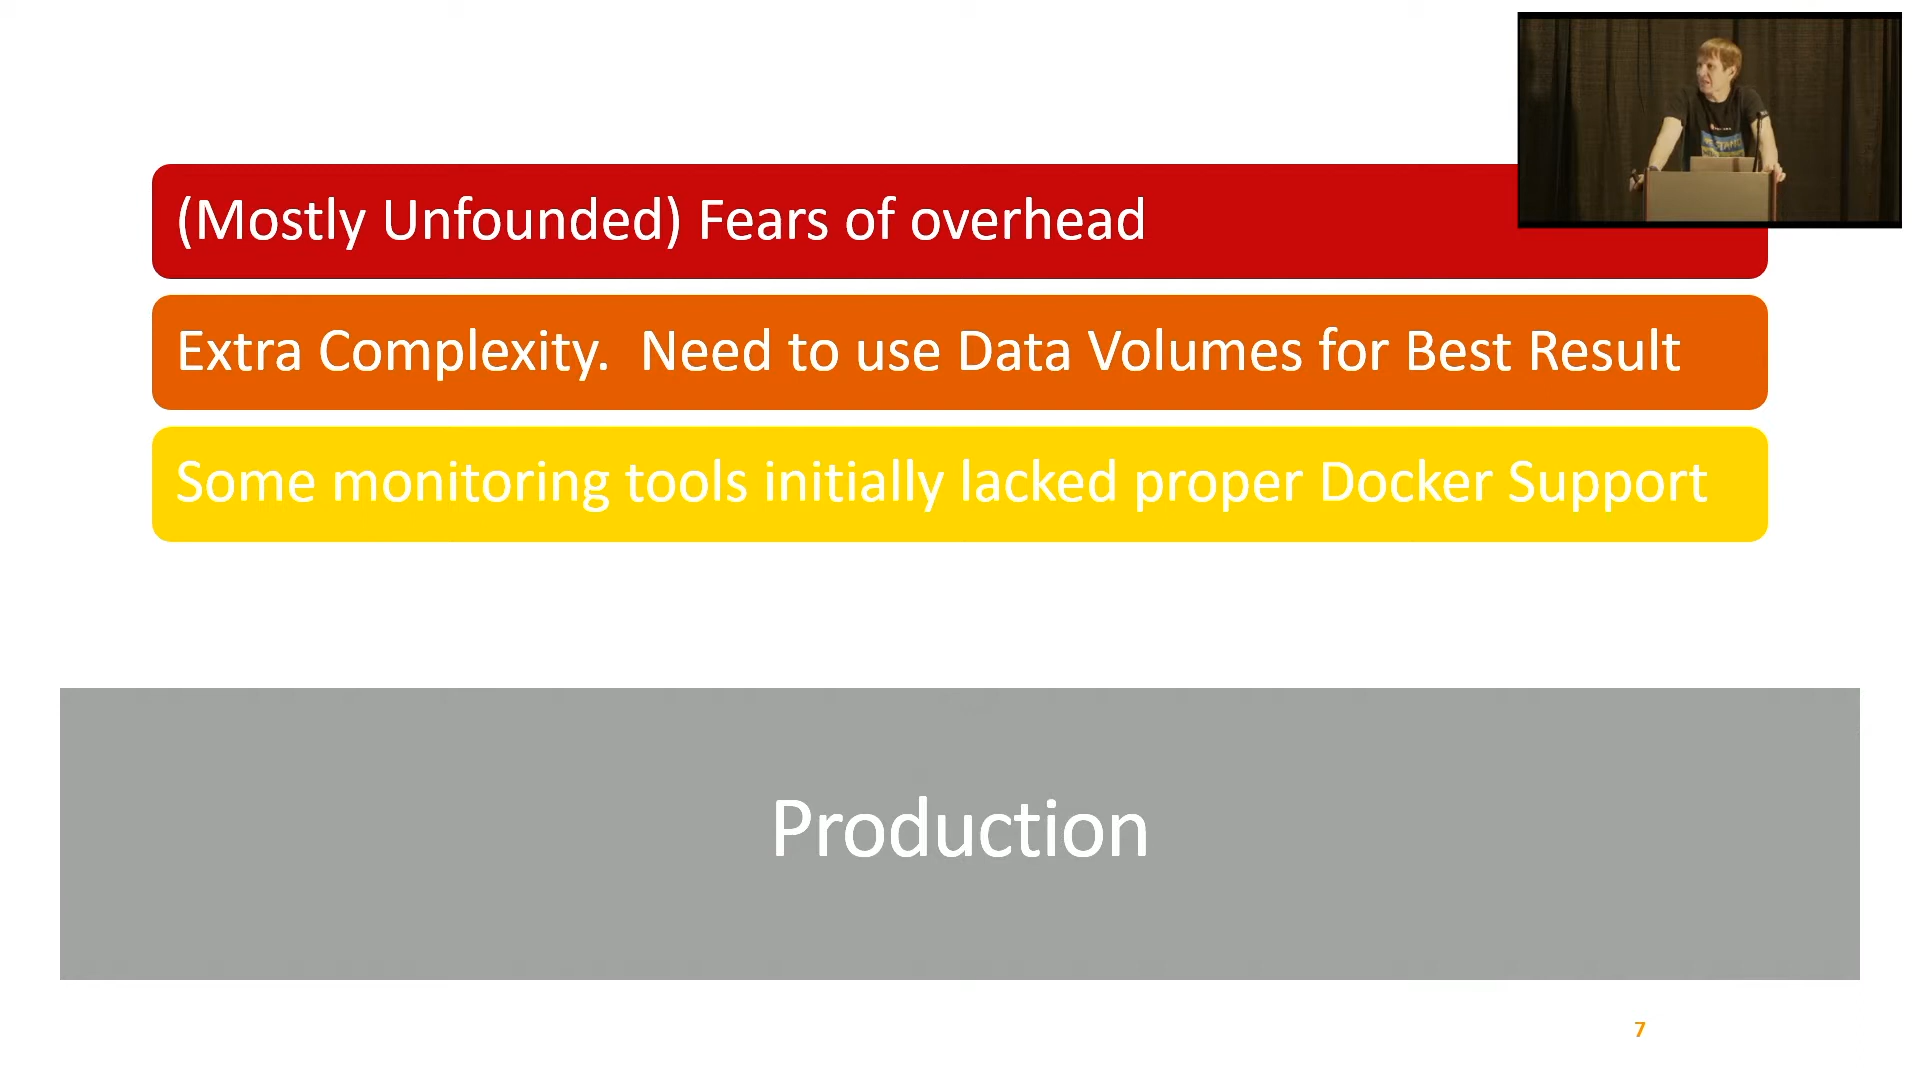 (Mostly Unfounded) Fears of overhead
Extra Complexity.  Need to use Data Volumes for Best Result
Some monitoring tools initially lacked proper Docker Support
Production
7